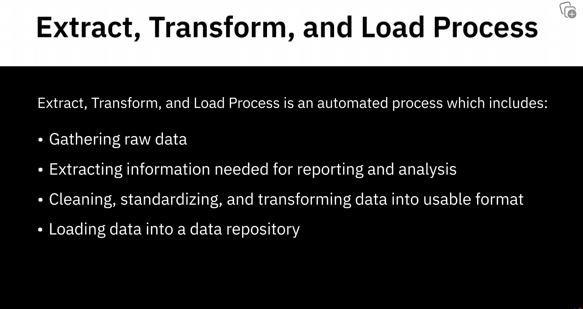 Extract, Transform, and Load Process
Extract, Transform, and Load Process is an automated process which includes:
• Gathering raw data
• Extracting information needed for reporting and analysis
• Cleaning, standardizing, and transforming data into usable format
• Loading data into a data repository